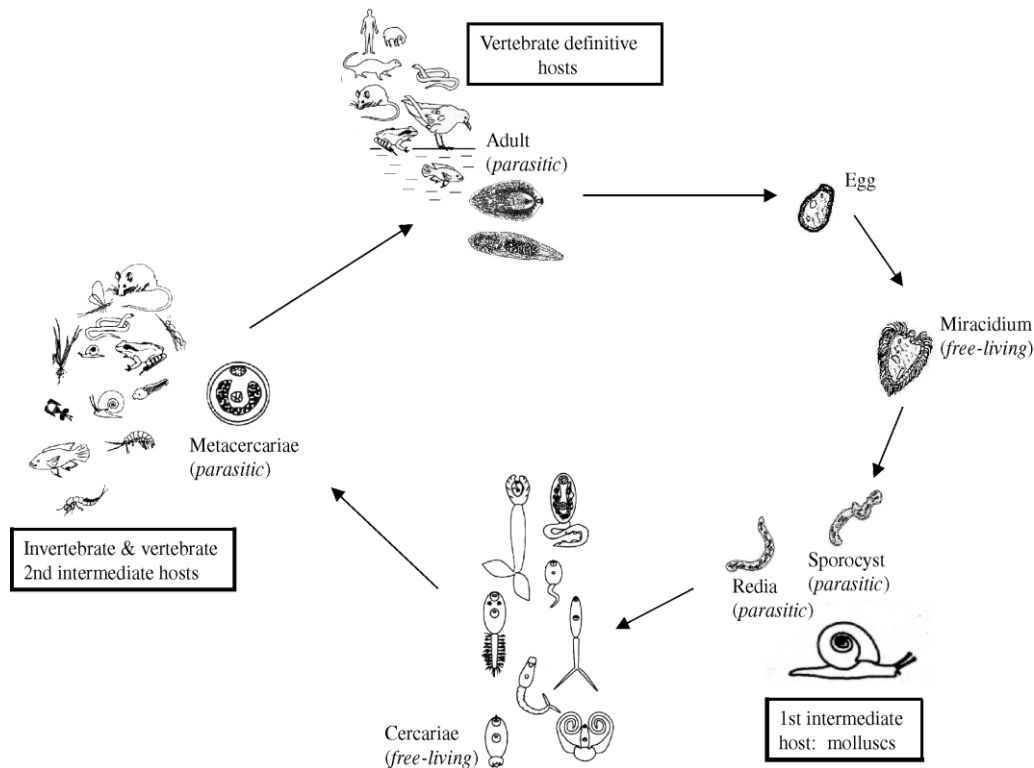 Vertebrate definitive
hosts
Adult
(parasitic)
Egg
Miracidium
(free-living)
Sporocyst
(parasitic)
Redia
(parasitic)
1st intermediate
host: molluscs
Cercariae
(free-living)
Metacercariae
(parasitic)
Invertebrate & vertebrate
2nd intermediate hosts